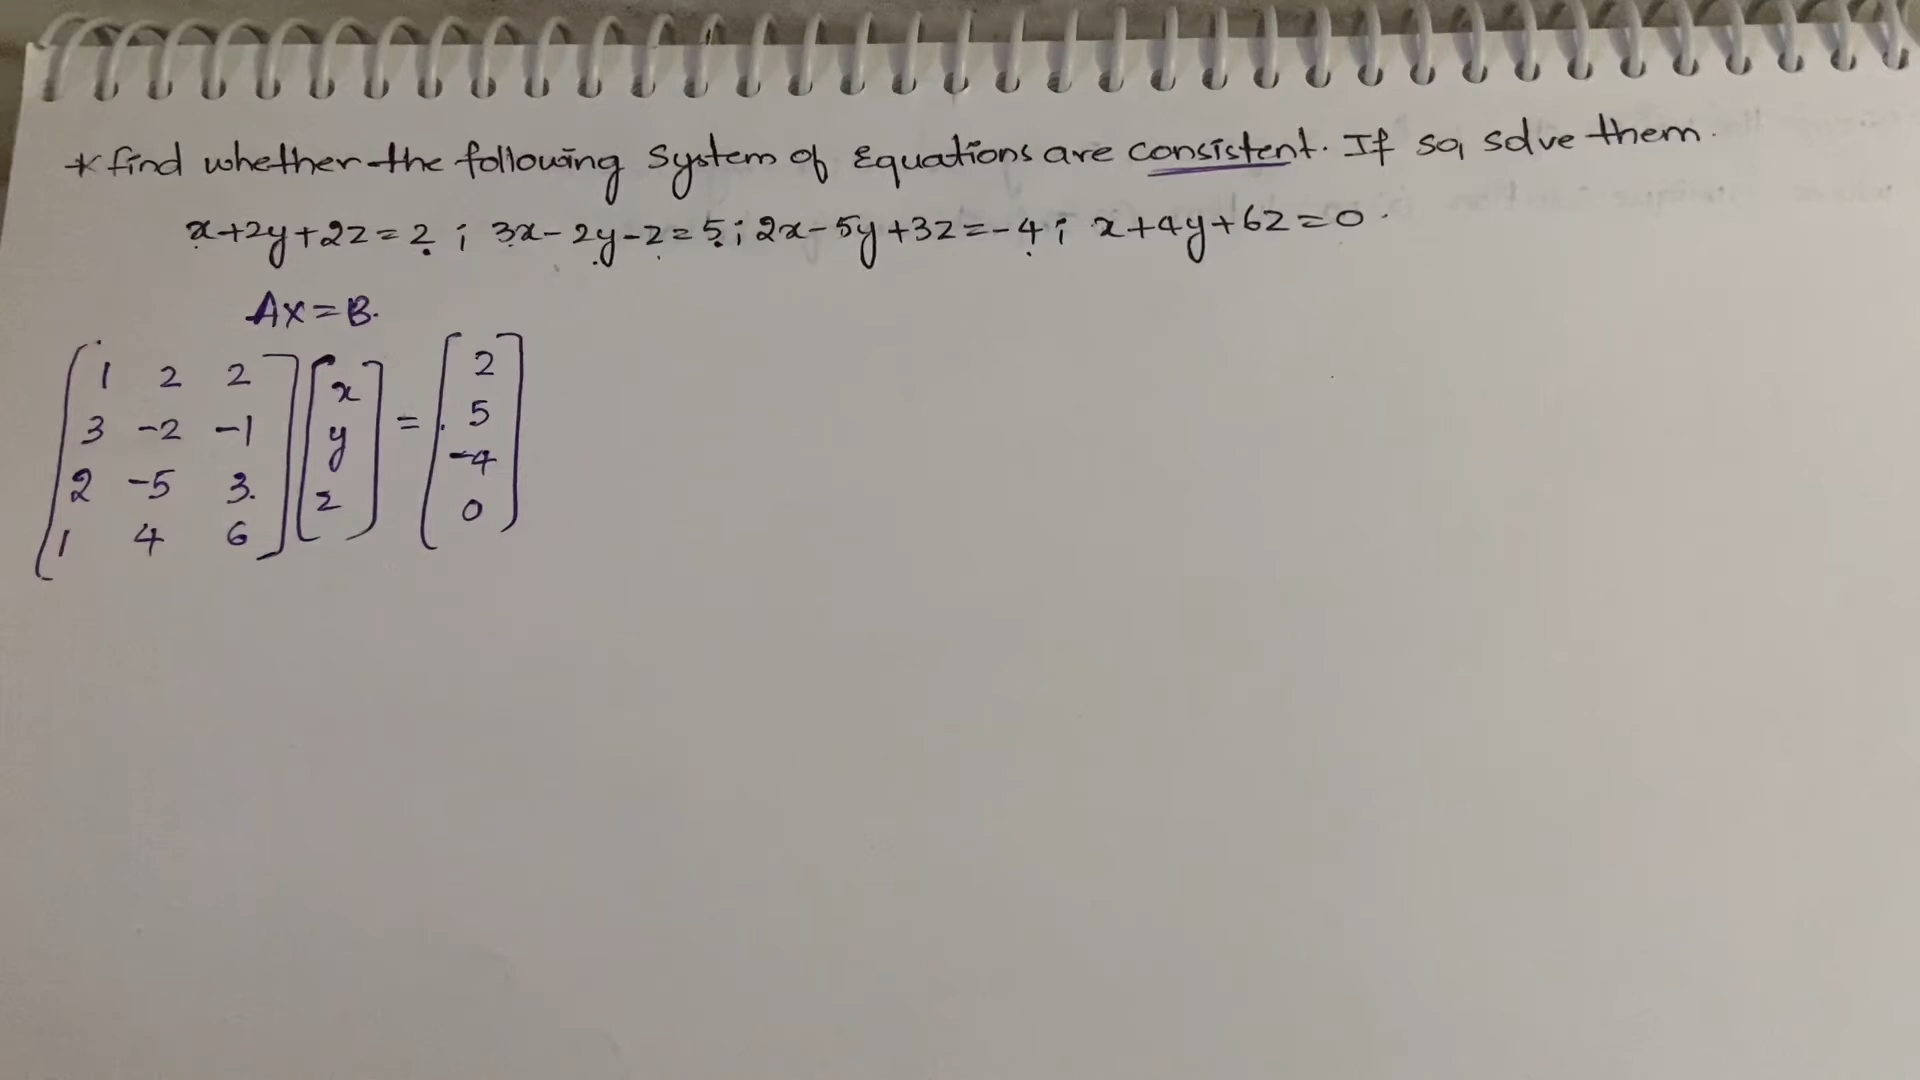 * find whether the following system of Equations are consistent. If so, solve them.
x+2y+2z=2 ; 3x-2y-z=5 ; 2x-5y+3z=-4 ; x+4y+6z=0.
AX=B.
[1 2 2] [x] = [2]
[3 -2 -1] [y] [5]
[2 -5 3.] [z] [-4]
[1 4 6] [0]